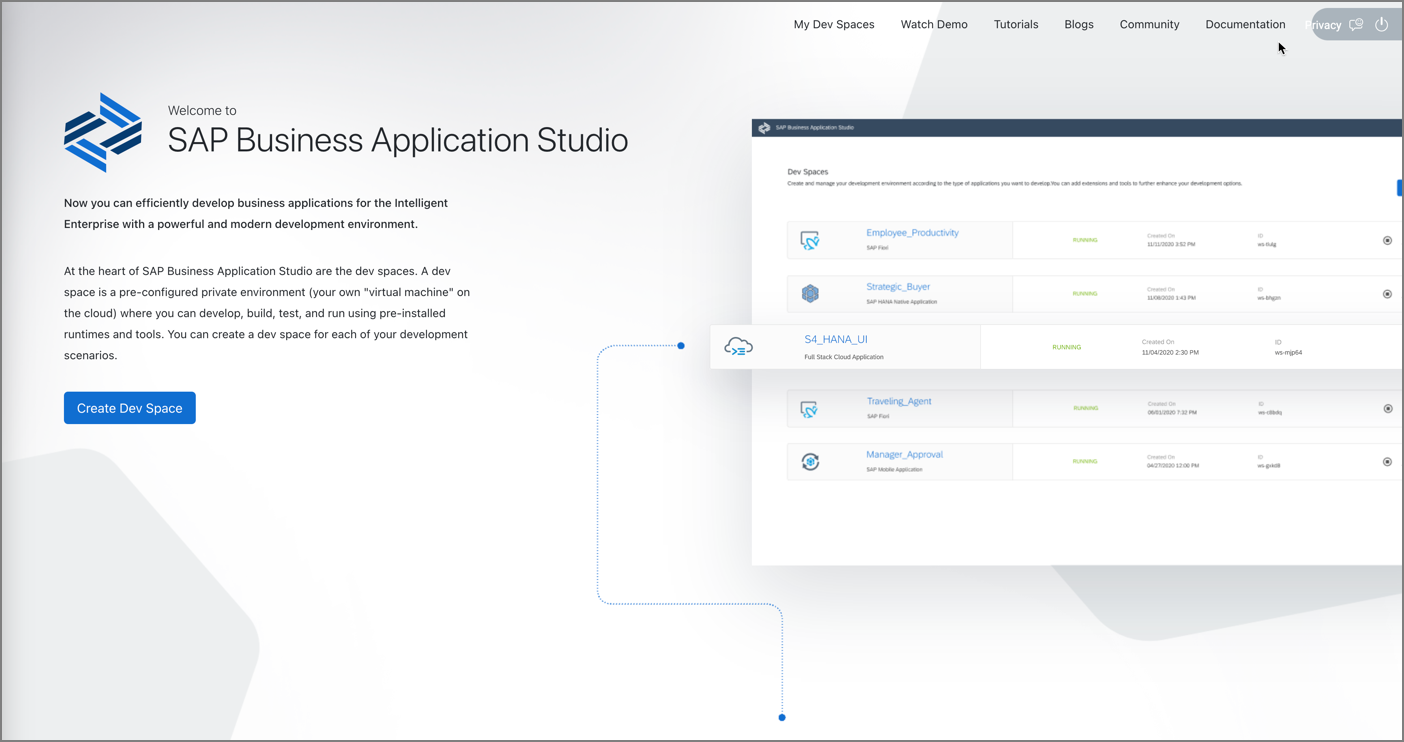 My Dev Spaces Watch Demo Tutorials Blogs Community Documentation Privacy
Welcome to
SAP Business Application Studio
Now you can efficiently develop business applications for the Intelligent
Enterprise with a powerful and modern development environment.
At the heart of SAP Business Application Studio are the dev spaces. A dev
space is a pre-configured private environment (your own "virtual machine" on
the cloud) where you can develop, build, test, and run using pre-installed
runtimes and tools. You can create a dev space for each of your development
scenarios.
Create Dev Space
SAP Business Application Studio
Dev Spaces
Create and manage your development environment according to the type of applications you want to develop.You can add extensions and tools to further enhance your development options.
Employee_Productivity
SAP Fiori
RUNNING
Created On
11/11/2020 3:52 PM
ID
Strategic_Buyer
SAP HANA Native Application
RUNNING
Created On
11/08/2020 1:43 PM
ID
S4_HANA_UI
Full Stack Cloud Application
RUNNING
Created On
11/04/2020 2:30 PM
ID
ws-mjp64
Traveling_Agent
SAP Fiori
RUNNING
Created On
06/01/2020 7:22 PM
ID
Manager_Approval
SAP Mobile Application
RUNNING
Created On
04/27/2020 12:00 PM
ID